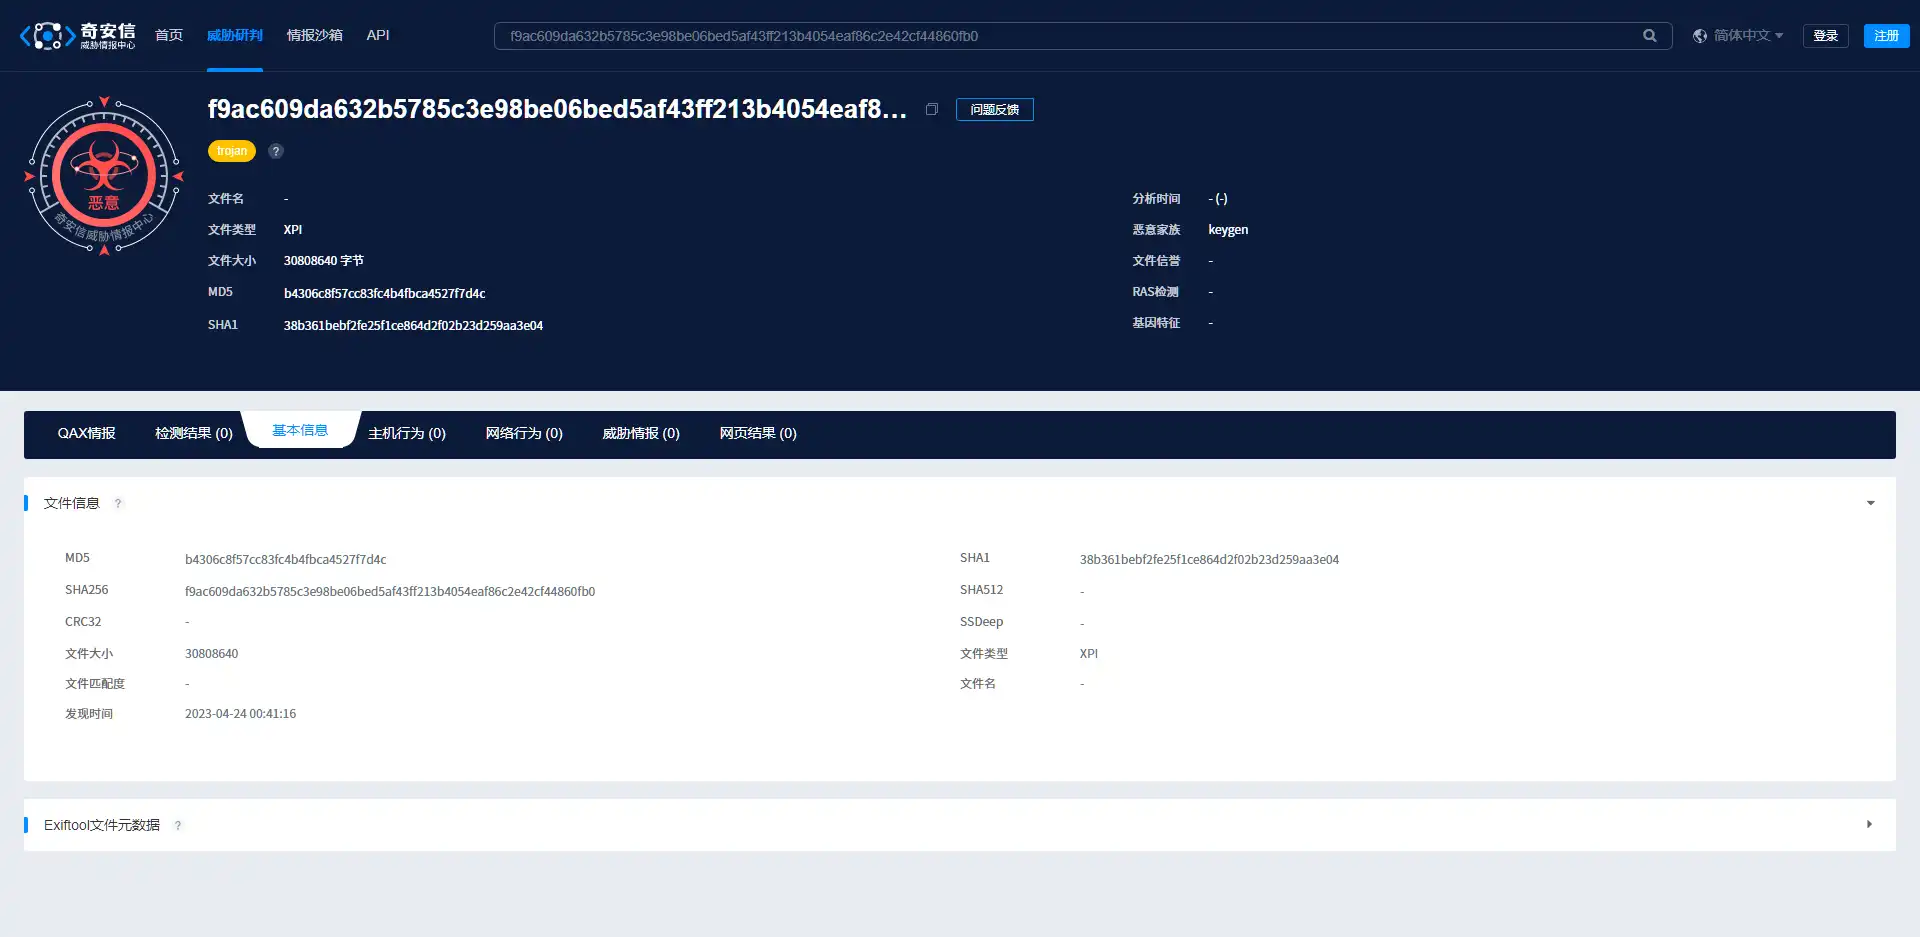 奇安信
威胁情报中心
首页 威胁研判 情报沙箱 API
f9ac609da632b5785c3e98be06bed5af43ff213b4054eaf86c2e42cf44860fb0
简体中文 登录 注册
f9ac609da632b5785c3e98be06bed5af43ff213b4054eaf8... 问题反馈
trojan ?
恶意
奇安信威胁情报中心
文件名 -
文件类型 XPI
文件大小 30808640 字节
MD5 b4306c8f57cc83fc4b4fbca4527f7d4c
SHA1 38b361bebf2fe25f1ce864d2f02b23d259aa3e04
分析时间 - (-)
恶意家族 keygen
文件信誉 -
RAS检测 -
基因特征 -
QAX情报 检测结果 (0) 基本信息 主机行为 (0) 网络行为 (0) 威胁情报 (0) 网页结果 (0)
文件信息 ?
MD5 b4306c8f57cc83fc4b4fbca4527f7d4c SHA1 38b361bebf2fe25f1ce864d2f02b23d259aa3e04
SHA256 f9ac609da632b5785c3e98be06bed5af43ff213b4054eaf86c2e42cf44860fb0 SHA512 -
CRC32 - SSDeep -
文件大小 30808640 文件类型 XPI
文件匹配度 - 文件名 -
发现时间 2023-04-24 00:41:16
Exiftool文件元数据 ?